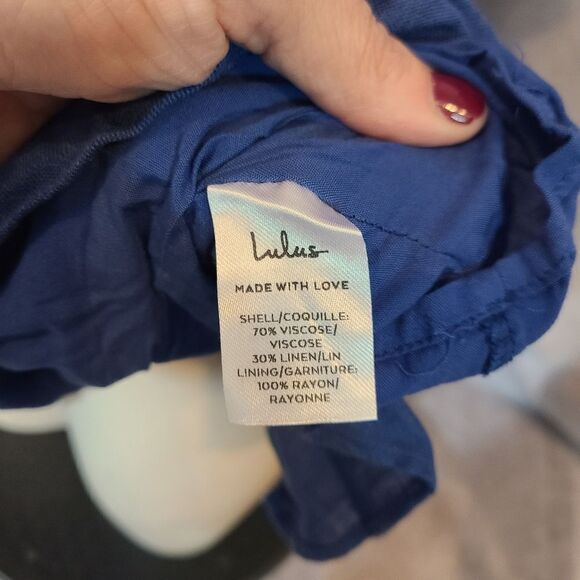 Lulus
MADE WITH LOVE
SHELL/COQUILLE:
70% VISCOSE/
VISCOSE
30% LINEN/LIN
LINING/GARNITURE:
100% RAYON/
RAYONNE